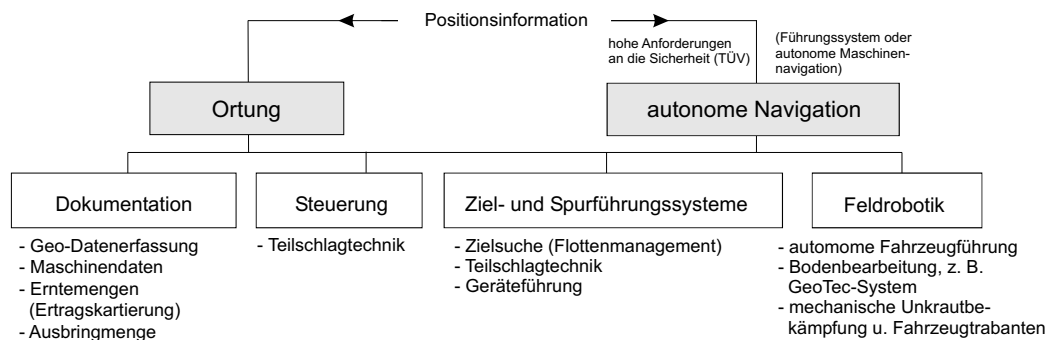 Positionsinformation
hohe Anforderungen
an die Sicherheit (TÜV)
(Führungssystem oder
autonome Maschinen-
navigation)
Ortung
autonome Navigation
Dokumentation
- Geo-Datenerfassung
- Maschinendaten
- Erntemengen
(Ertragskartierung)
- Ausbringmenge
Steuerung
- Teilschlagtechnik
Ziel- und Spurführungssysteme
- Zielsuche (Flottenmanagement)
- Teilschlagtechnik
- Geräteführung
Feldrobotik
- automome Fahrzeugführung
- Bodenbearbeitung, z. B.
GeoTec-System
- mechanische Unkrautbe-
kämpfung u. Fahrzeugtrabanten